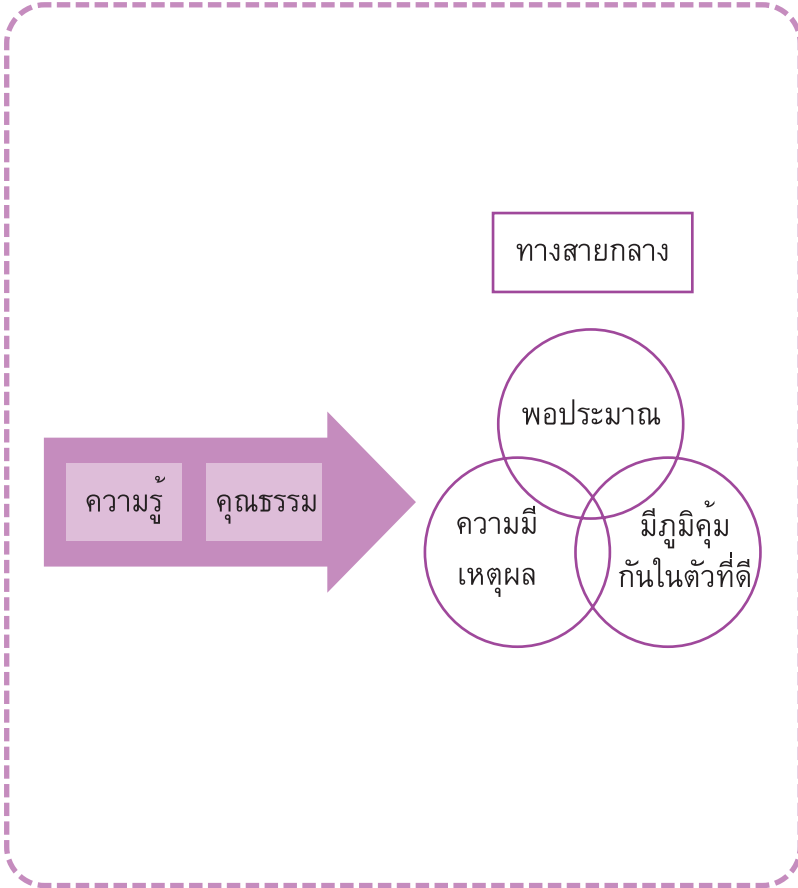 ทางสายกลาง
พอประมาณ
ความรู้
คุณธรรม
ความมี
เหตุผล
มีภูมิคุ้ม
กันในตัวที่ดี